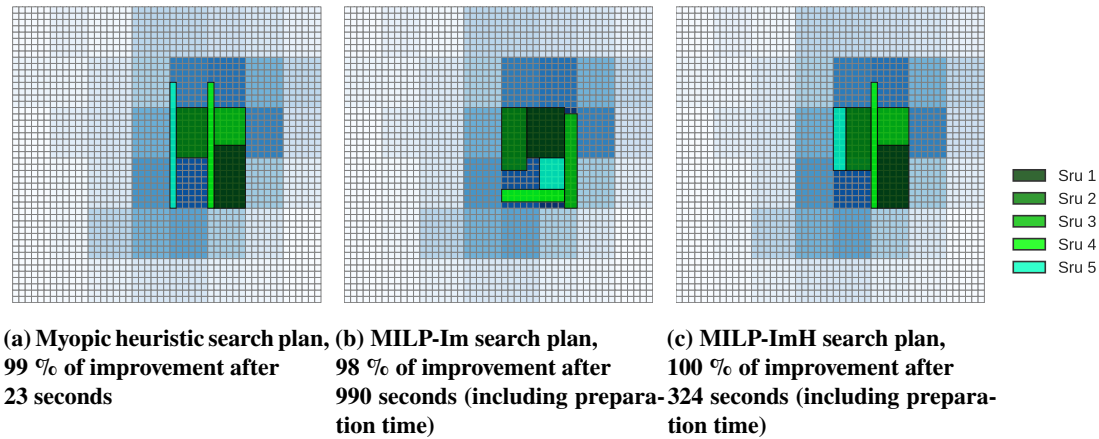 Sru 1
Sru 2
Sru 3
Sru 4
Sru 5
(a) Myopic heuristic search plan,
99 % of improvement after
23 seconds
(b) MILP-Im search plan,
98 % of improvement after
990 seconds (including prepara-
tion time)
(c) MILP-ImH search plan,
100 % of improvement after
324 seconds (including prepara-
tion time)